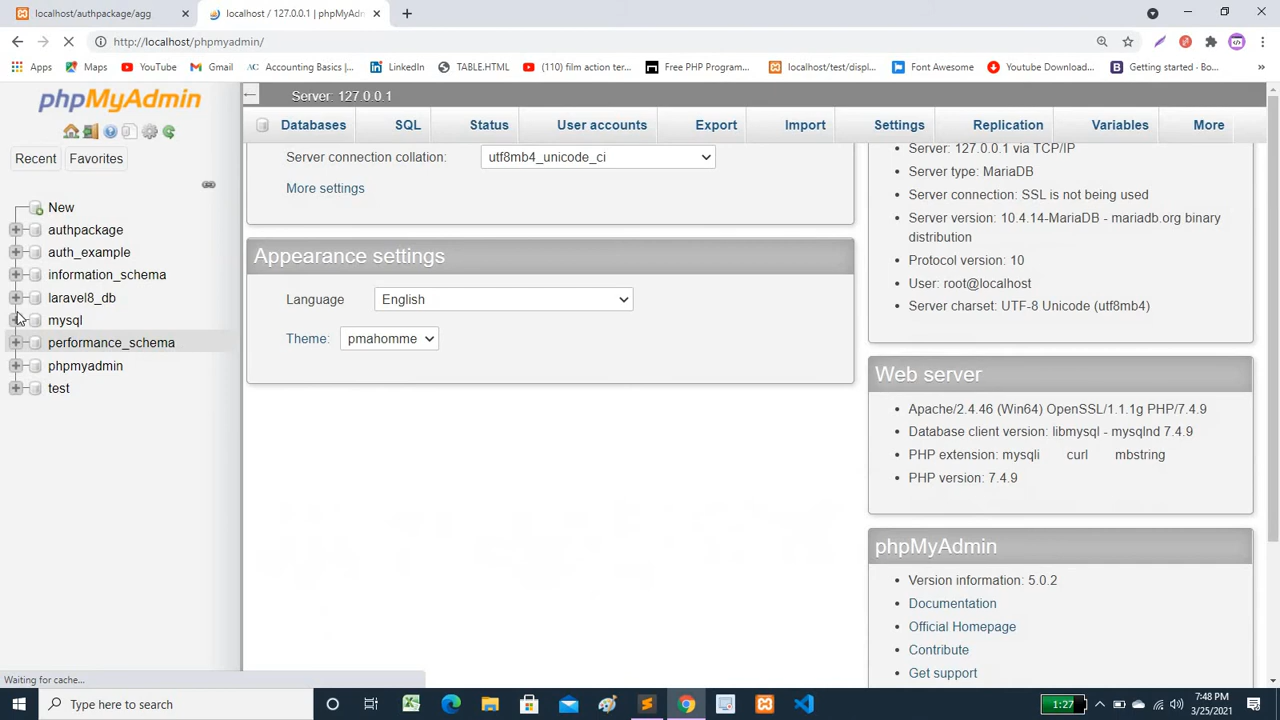 localhost/authpackage/agg
localhost / 127.0.0.1 | phpMyAdm
http://localhost/phpmyadmin/
Apps
Maps
YouTube
Gmail
AC Accounting Basics |...
LinkedIn
TABLE.HTML
(110) film action ter...
Free PHP Program...
localhost/test/displ...
Font Awesome
Youtube Download...
Getting started - Bo...
»
phpMyAdmin
Recent
Favorites
New
authpackage
auth_example
information_schema
laravel8_db
mysql
performance_schema
phpmyadmin
test
Server: 127.0.0.1
Databases
SQL
Status
User accounts
Export
Import
Settings
Replication
Variables
More
Server connection collation:
utf8mb4_unicode_ci
More settings
Appearance settings
Language
English
Theme:
pmahomme
Server: 127.0.0.1 via TCP/IP
Server type: MariaDB
Server connection: SSL is not being used
Server version: 10.4.14-MariaDB - mariadb.org binary
distribution
Protocol version: 10
User: root@localhost
Server charset: UTF-8 Unicode (utf8mb4)
Web server
Apache/2.4.46 (Win64) OpenSSL/1.1.1g PHP/7.4.9
Database client version: libmysql - mysqlnd 7.4.9
PHP extension: mysqli curl mbstring
PHP version: 7.4.9
phpMyAdmin
Version information: 5.0.2
Documentation
Official Homepage
Contribute
Get support
Waiting for cache...
Type here to search
1:27
7:48 PM
3/25/2021